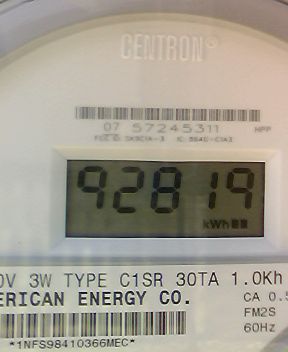 CENTRON®
07 57245311 HPP
92819
kWh
0V 3W TYPE C1SR 30TA 1.0Kh
ERICAN ENERGY CO.
CA 0.5
FM2S
60Hz
*1NFS98410366MEC*